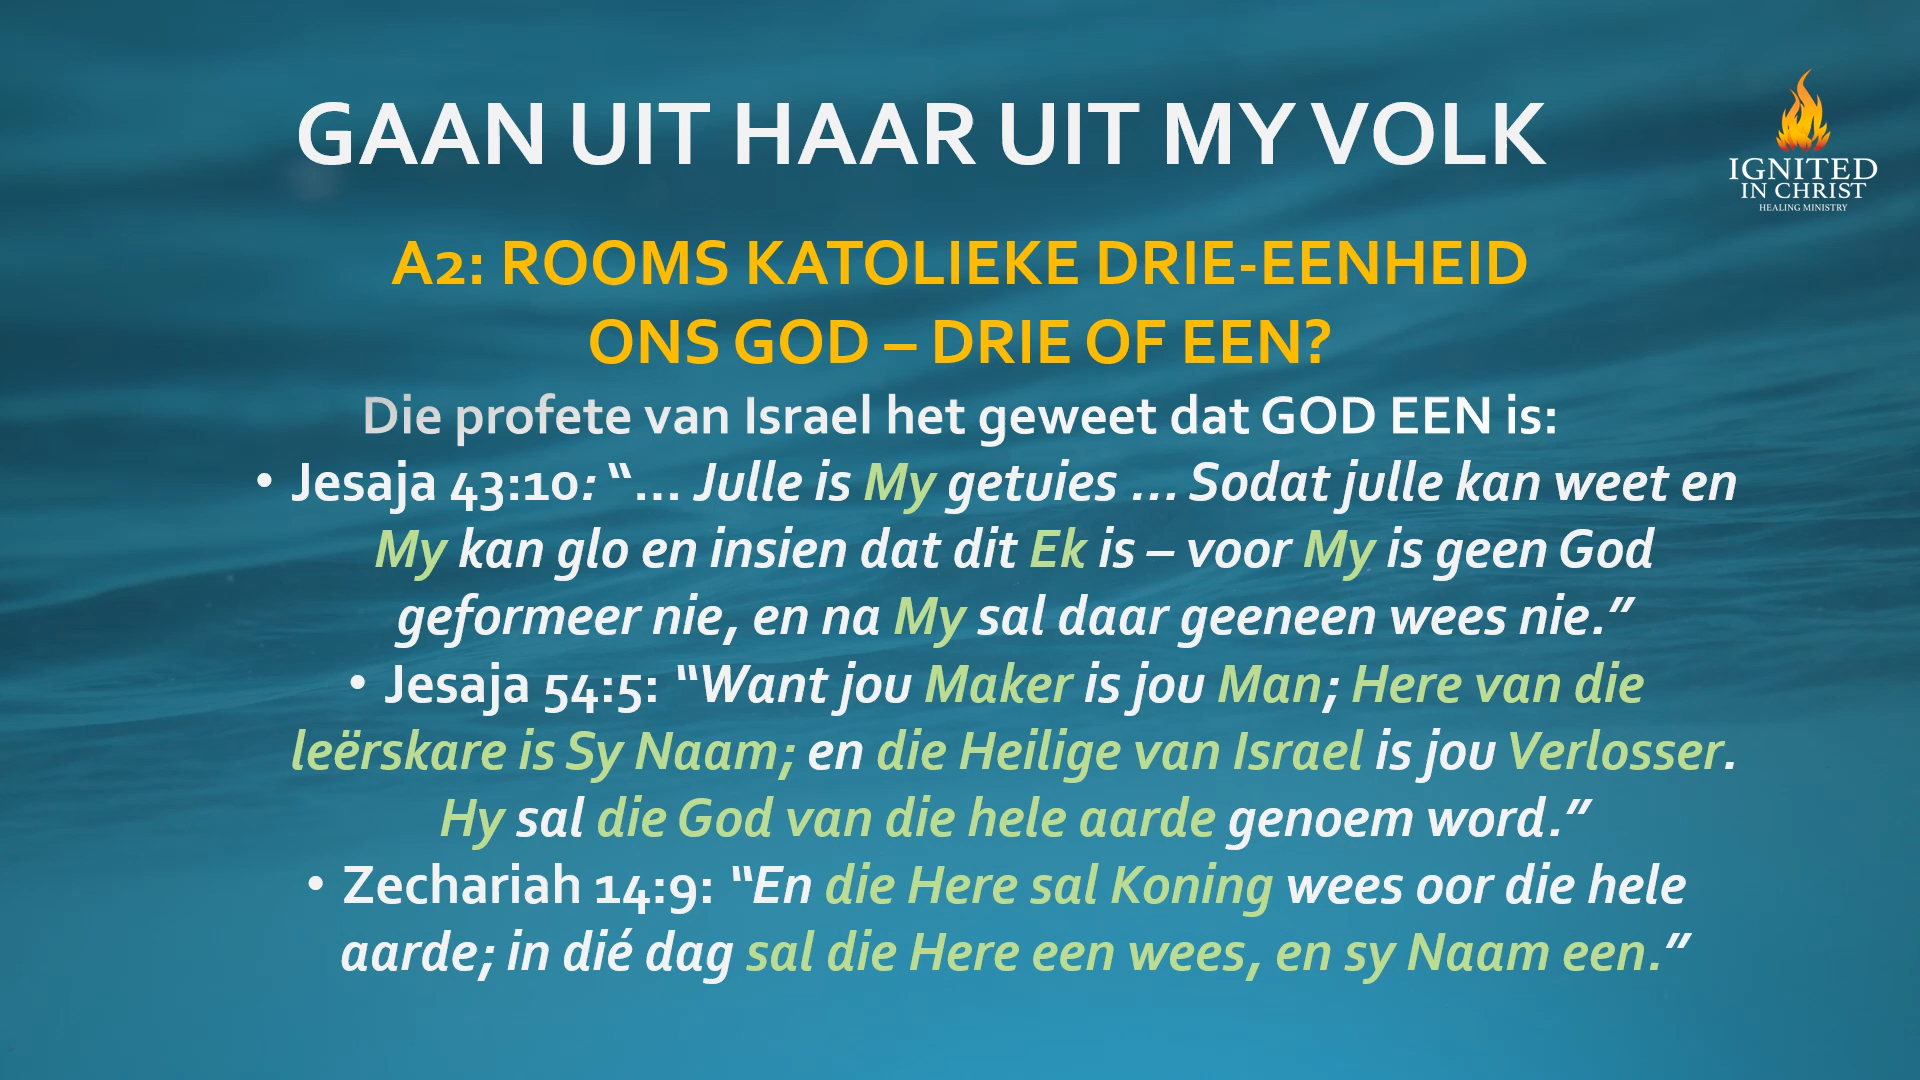 GAAN UIT HAAR UIT MY VOLK
IGNITED
IN CHRIST
HEALING MINISTRY
A2: ROOMS KATOLIEKE DRIE-EENHEID
ONS GOD – DRIE OF EEN?
Die profete van Israel het geweet dat GOD EEN is:
• Jesaja 43:10: “… Julle is My getuies … Sodat julle kan weet en
My kan glo en insien dat dit Ek is – voor My is geen God
geformeer nie, en na My sal daar geeneen wees nie.”
• Jesaja 54:5: “Want jou Maker is jou Man; Here van die
leërskare is Sy Naam; en die Heilige van Israel is jou Verlosser.
Hy sal die God van die hele aarde genoem word.”
• Zechariah 14:9: “En die Here sal Koning wees oor die hele
aarde; in dié dag sal die Here een wees, en sy Naam een.”